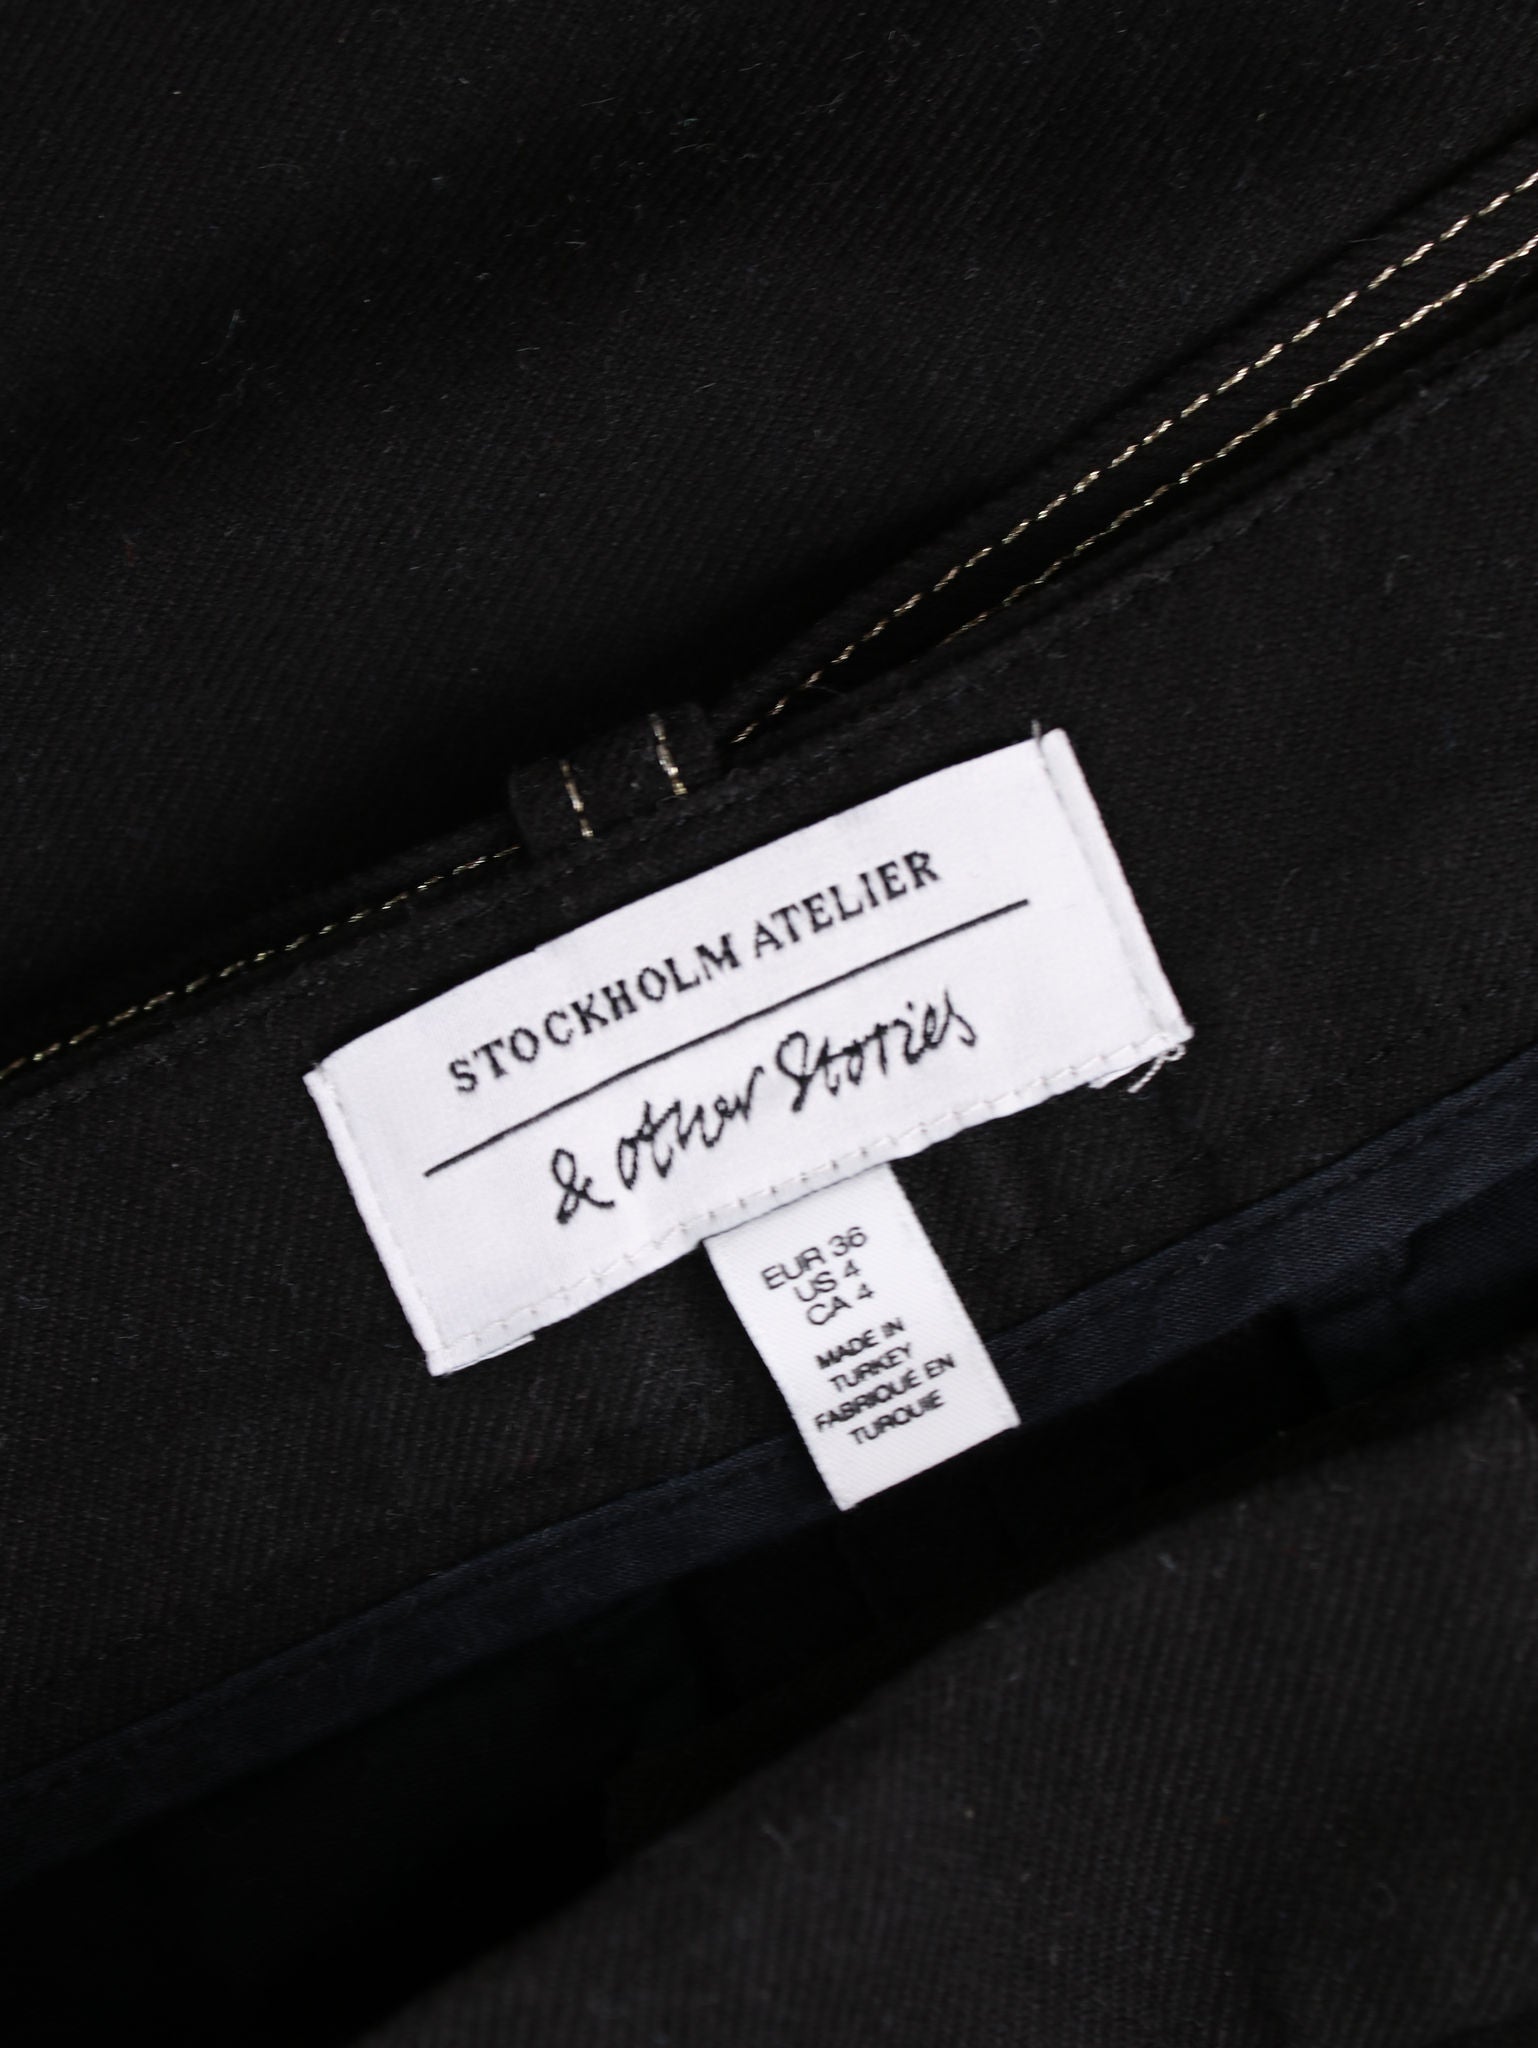 STOCKHOLM ATELIER
& other Stories
EUR 36
US 4
CA 4
MADE IN
TURKEY
FABRIQUÉ EN
TURQUIE